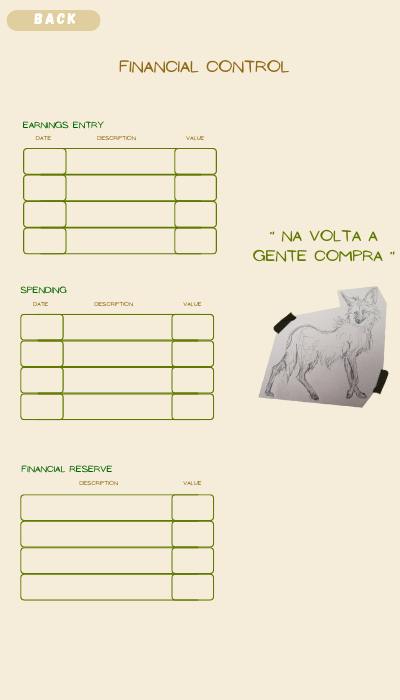 BACK
FINANCIAL CONTROL
EARNINGS ENTRY
DATE DESCRIPTION VALUE
" NA VOLTA A
GENTE COMPRA "
SPENDING
DATE DESCRIPTION VALUE
FINANCIAL RESERVE
DESCRIPTION VALUE